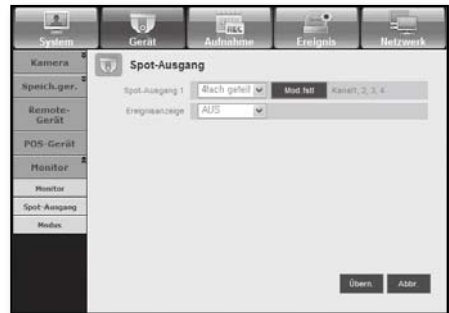 System Gerät Aufnahme Ereignis Netzwerk
Kamera
Speich.ger.
Remote-
Gerät
POS-Gerät
Monitor
Monitor
Spot-Ausgang
Modus
Spot-Ausgang
Spot-Ausgang 1 4fach geteil Mod.fstl Kanal1, 2, 3, 4
Ereignisanzeige AUS
Übern. Abbr.